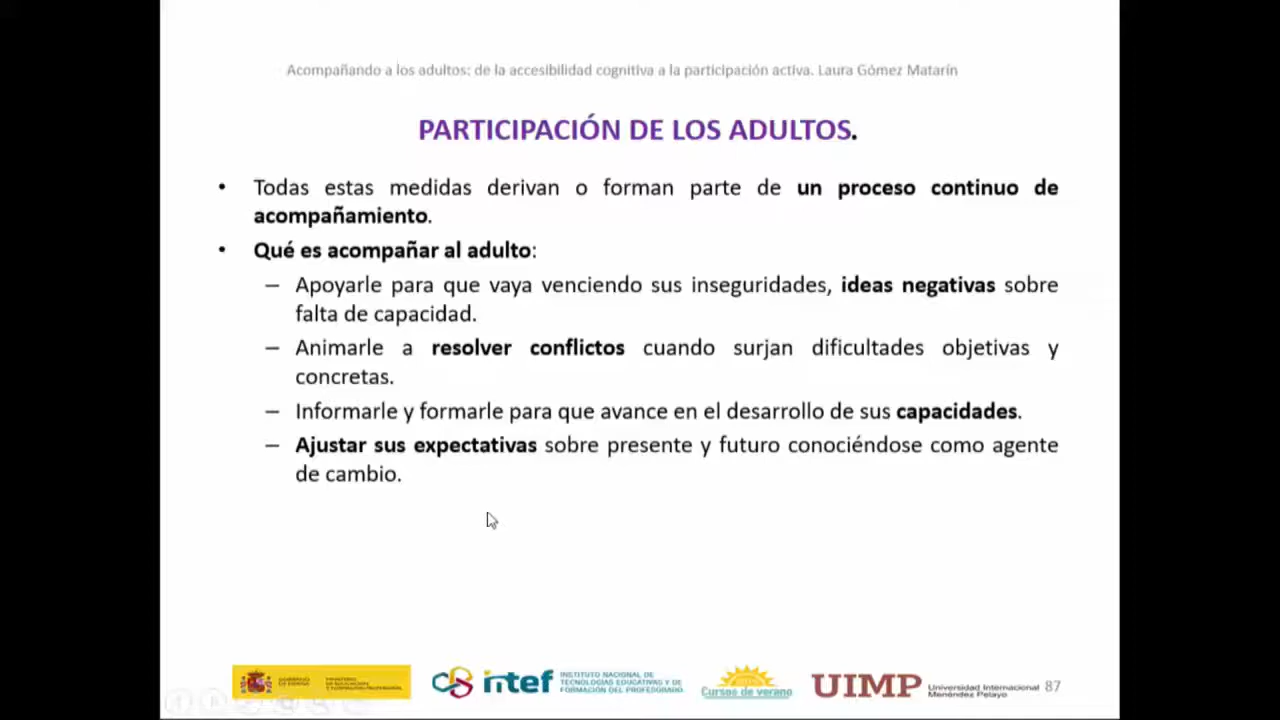 Acompañando a los adultos: de la accesibilidad cognitiva a la participación activa. Laura Gómez Matarín
PARTICIPACIÓN DE LOS ADULTOS.
• Todas estas medidas derivan o forman parte de un proceso continuo de
acompañamiento.
• Qué es acompañar al adulto:
– Apoyarle para que vaya venciendo sus inseguridades, ideas negativas sobre
falta de capacidad.
– Animarle a resolver conflictos cuando surjan dificultades objetivas y
concretas.
– Informarle y formarle para que avance en el desarrollo de sus capacidades.
– Ajustar sus expectativas sobre presente y futuro conociéndose como agente
de cambio.
GOBIERNO DE ESPAÑA
MINISTERIO DE EDUCACIÓN Y FORMACIÓN PROFESIONAL
intef
INSTITUTO NACIONAL DE
TECNOLOGÍAS EDUCATIVAS Y DE
FORMACIÓN DEL PROFESORADO
Cursos de verano
UIMP
Universidad Internacional
Menéndez Pelayo
87